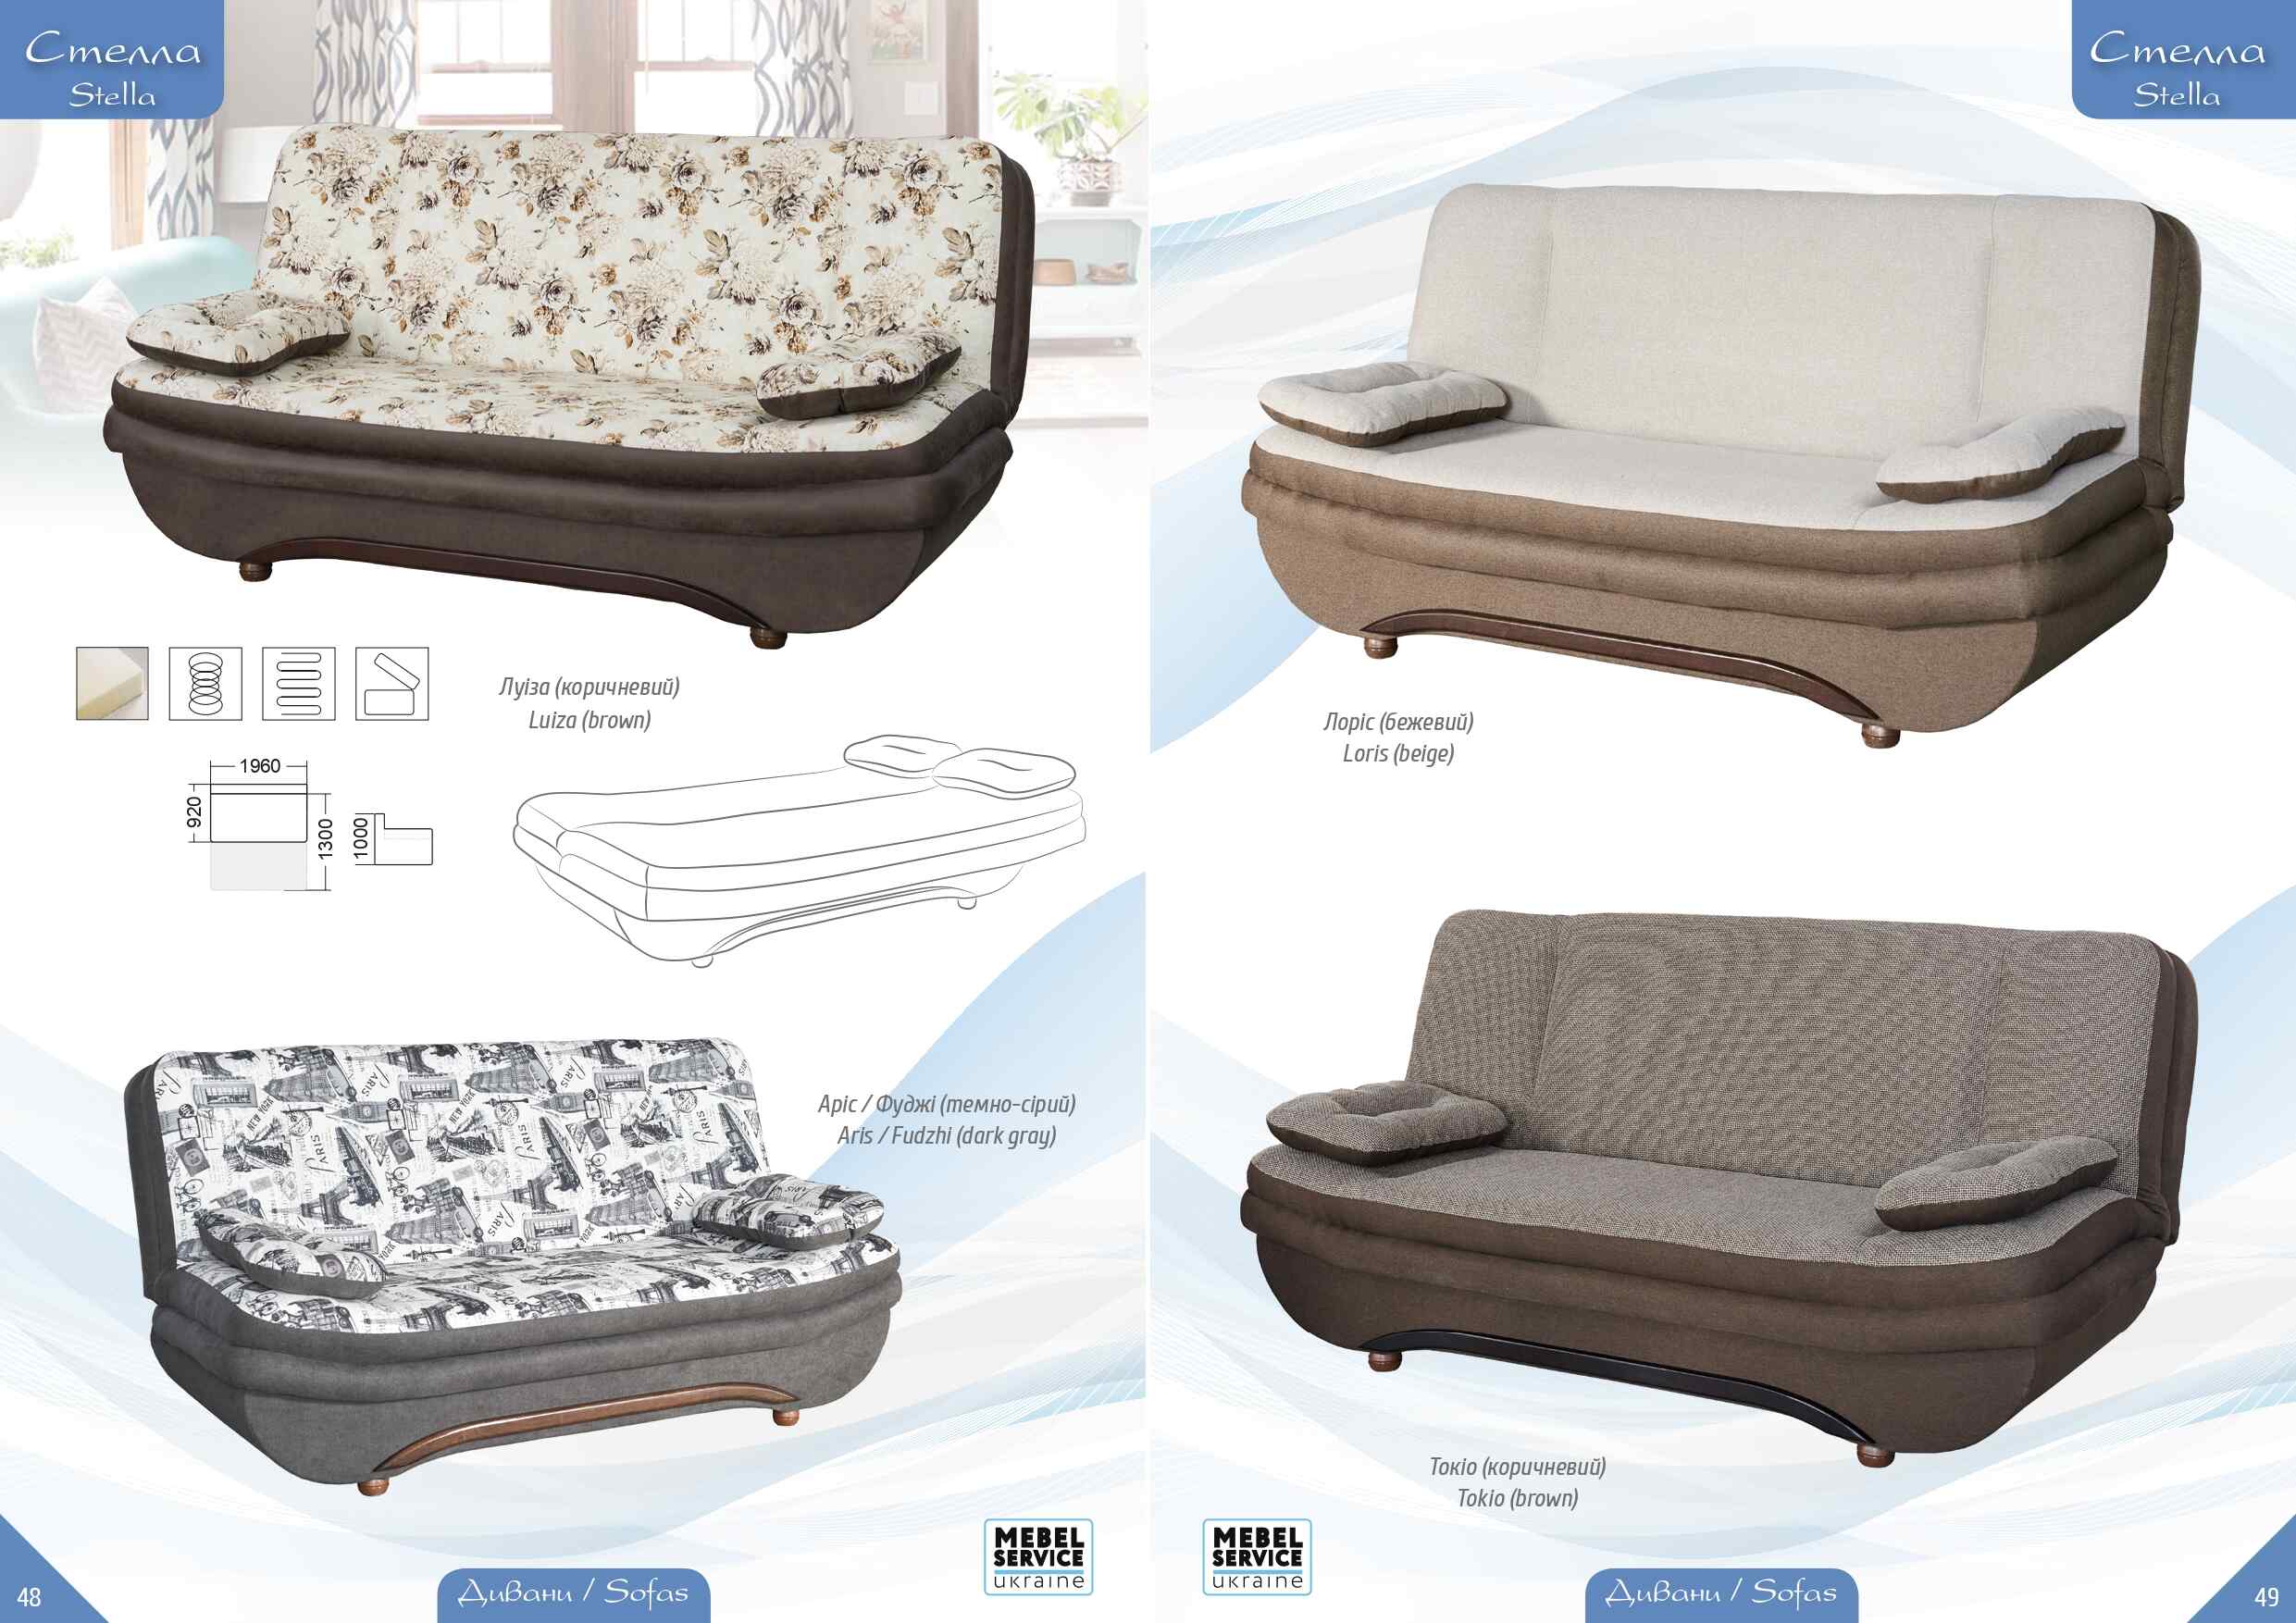 Стелла
Stella
Луїза (коричневий)
Luiza (brown)
1960
920
1300
1000
Аріс / Фуджі (темно-сірий)
Aris / Fudzhi (dark gray)
MEBEL
SERVICE
ukraine
48
Дивани / Sofas
Стелла
Stella
Лоріс (бежевий)
Loris (beige)
Токіо (коричневий)
Tokio (brown)
MEBEL
SERVICE
ukraine
Дивани / Sofas
49